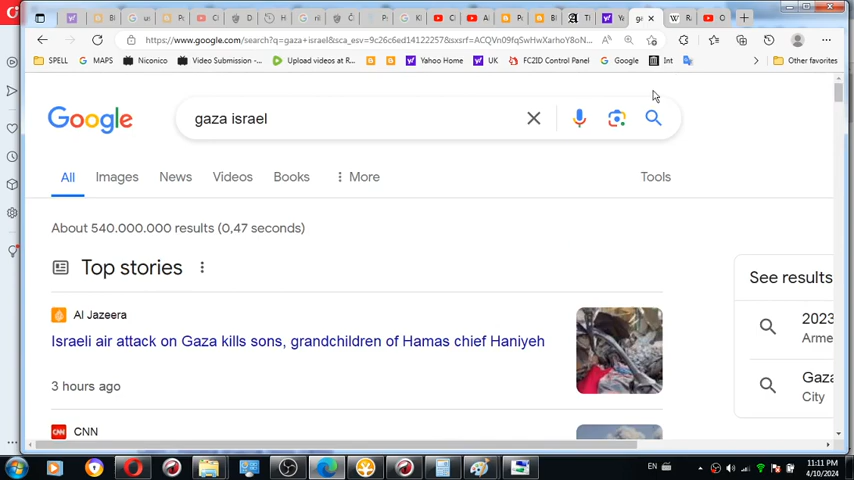 https://www.google.com/search?q=gaza+israel&sca_esv=9c26c6ed14122257&sxsrf=ACQVn09fqSwHwXarhoY8oN...
SPELL MAPS Niconico Video Submission... Upload videos at R... Yahoo Home UK FC2ID Control Panel Google Int Other favorites
Google
gaza israel
All Images News Videos Books More Tools
About 540.000.000 results (0,47 seconds)
Top stories
See results
Al Jazeera
Israeli air attack on Gaza kills sons, grandchildren of Hamas chief Haniyeh
3 hours ago
2023
Arme
Gaza
City
CNN
EN
11:11 PM
4/10/2024